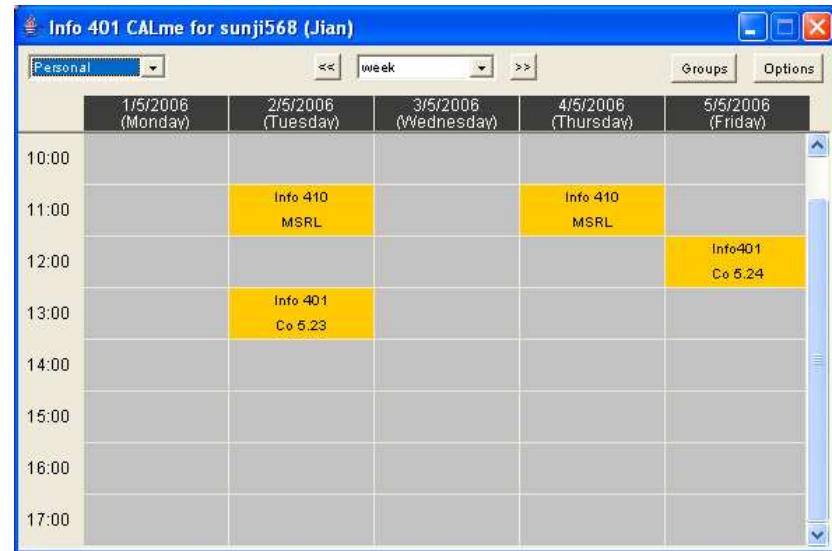 Info 401 CALme for sunji568 (Jian)
Personal << week >> Groups Options
1/5/2006 2/5/2006 3/5/2006 4/5/2006 5/5/2006
(Monday) (Tuesday) (Wednesday) (Thursday) (Friday)
10:00
11:00
Info 410 Info 410
MSRL MSRL
12:00
Info401
Co 5.24
13:00
Info 401
Co 5.23
14:00
15:00
16:00
17:00